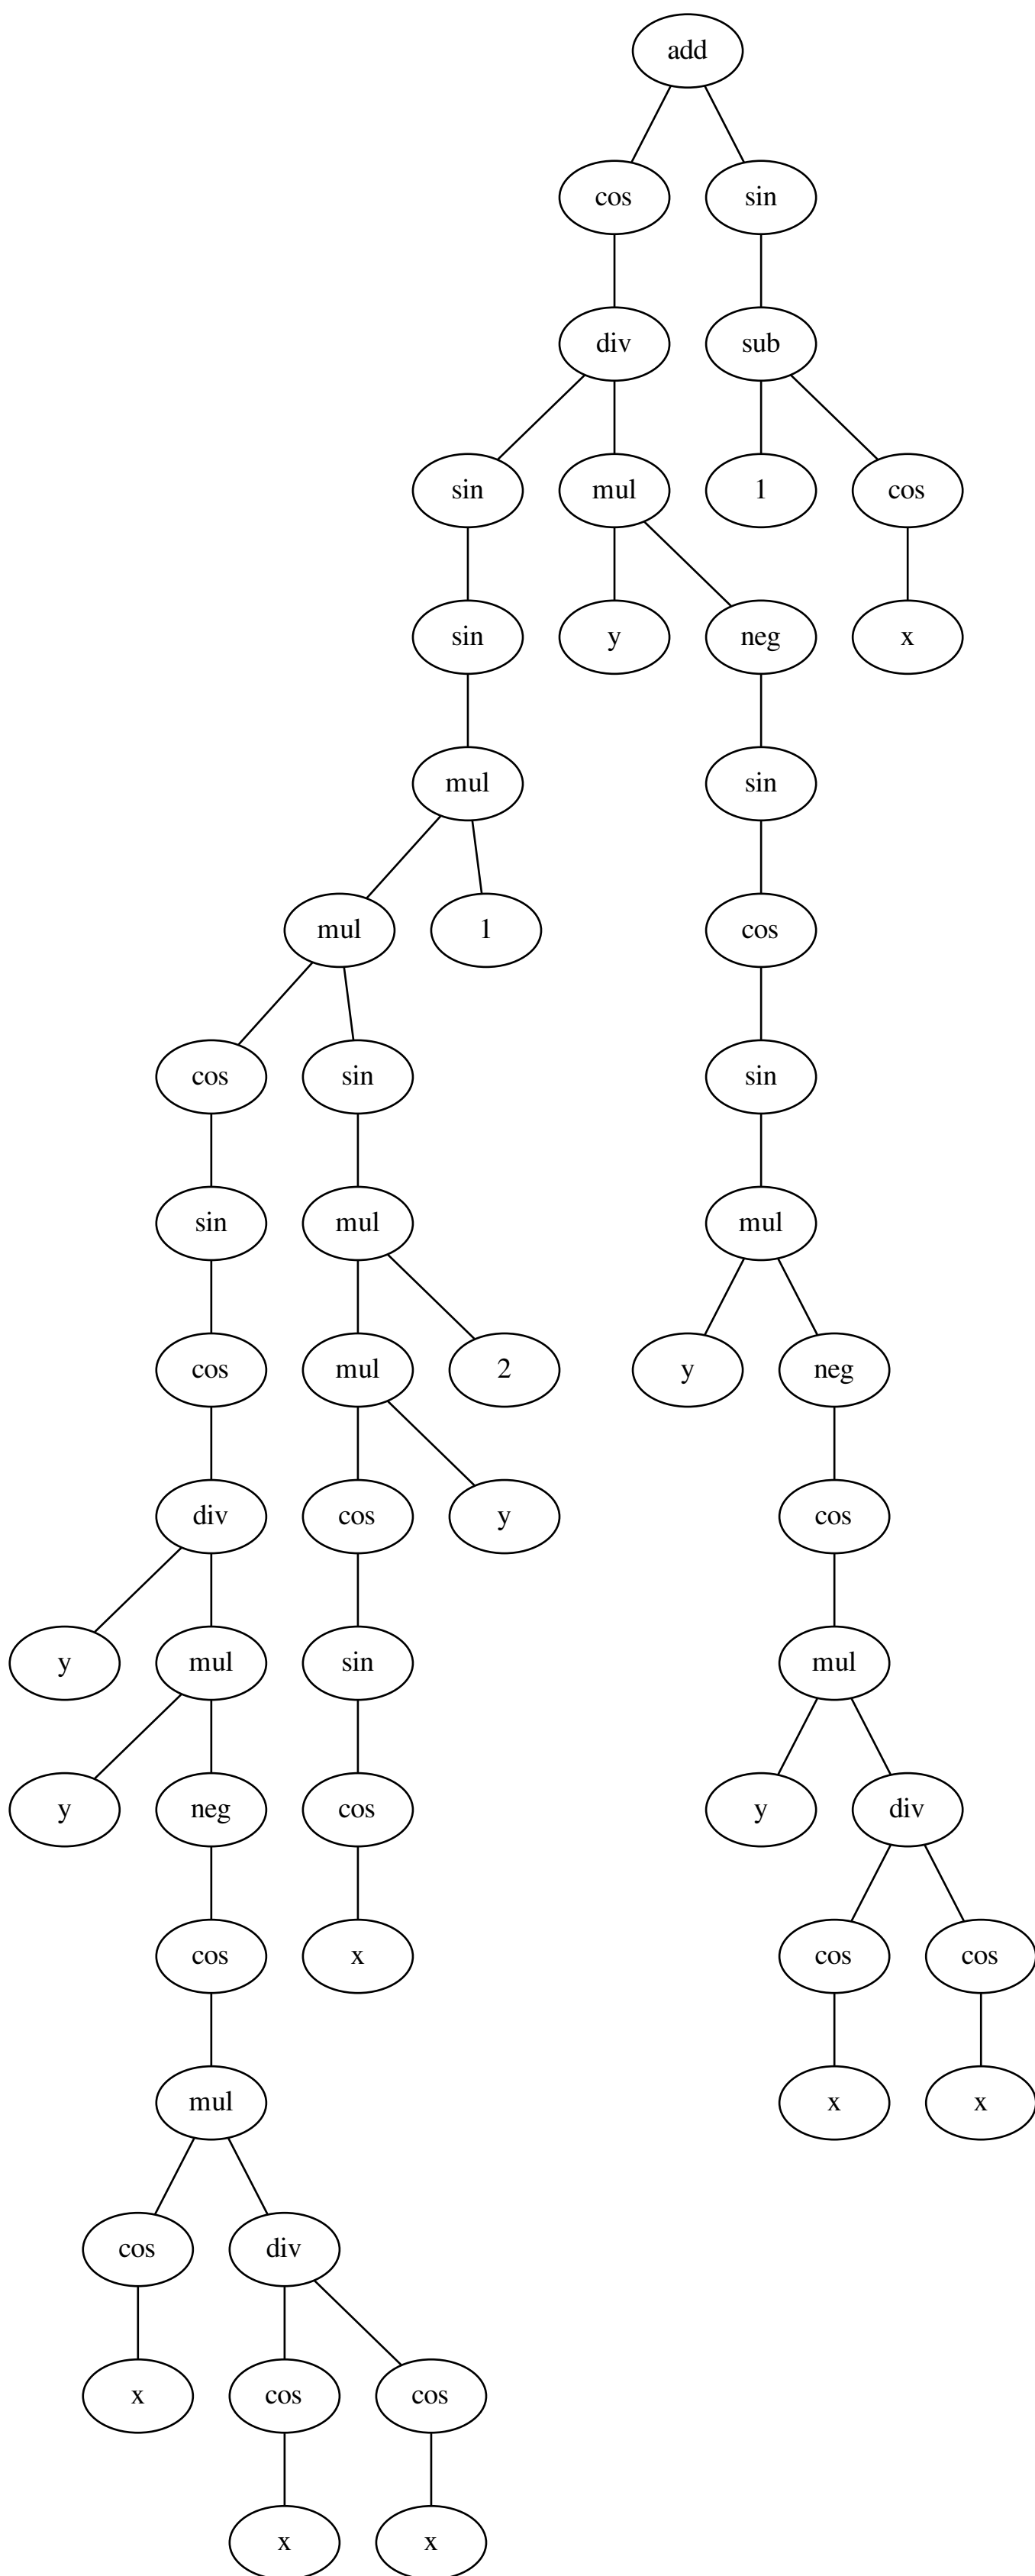 add
cos sin
div sub
sin mul 1 cos
sin y neg x
mul sin
mul 1 cos
cos sin sin
sin mul mul
cos mul 2 y neg
div cos y cos
y mul sin mul
y neg cos y div
cos x cos cos
mul x x
cos div
x cos cos
x x